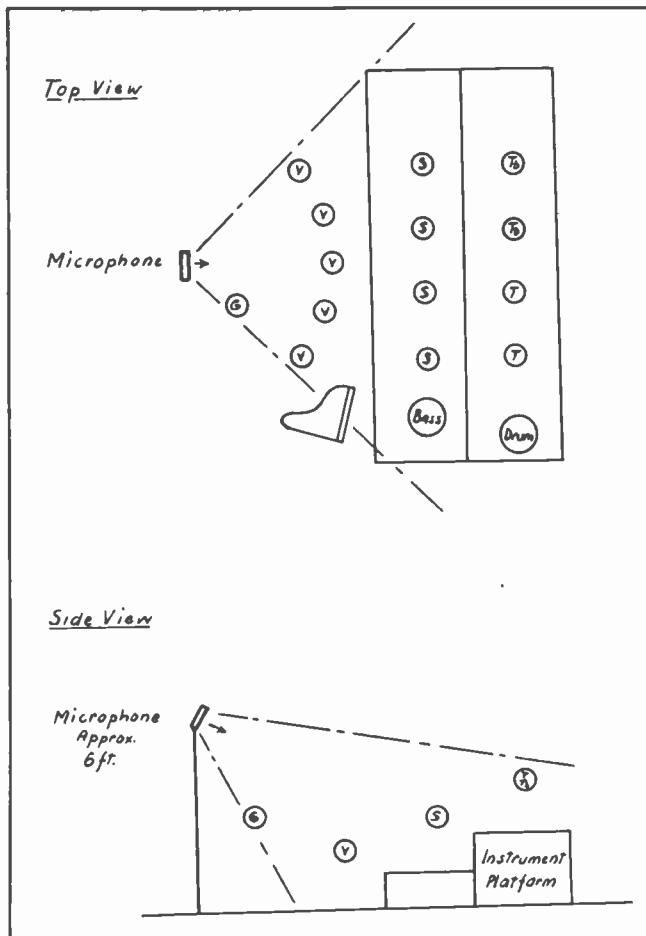 Top View
V
S
Tb
V
S
Tb
Microphone
V
G
V
S
T
V
S
T
Bass
Drum
Side View
Microphone
Approx.
6 ft.
G
V
S
Instrument
Platform